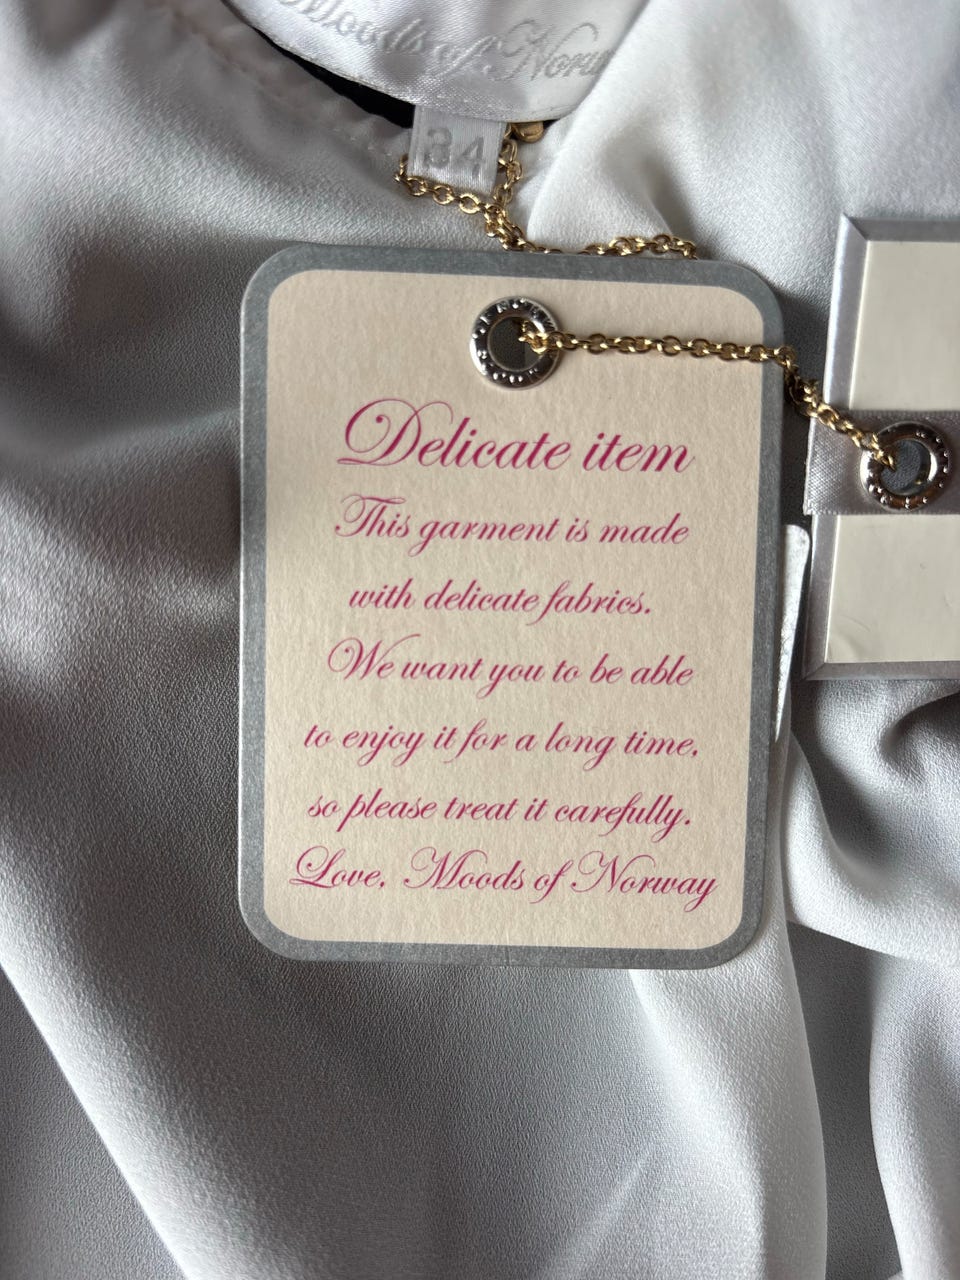 Moods of
34
Delicate item
This garment is made
with delicate fabrics.
We want you to be able
to enjoy it for a long time,
so please treat it carefully.
Love, Moods of Norway